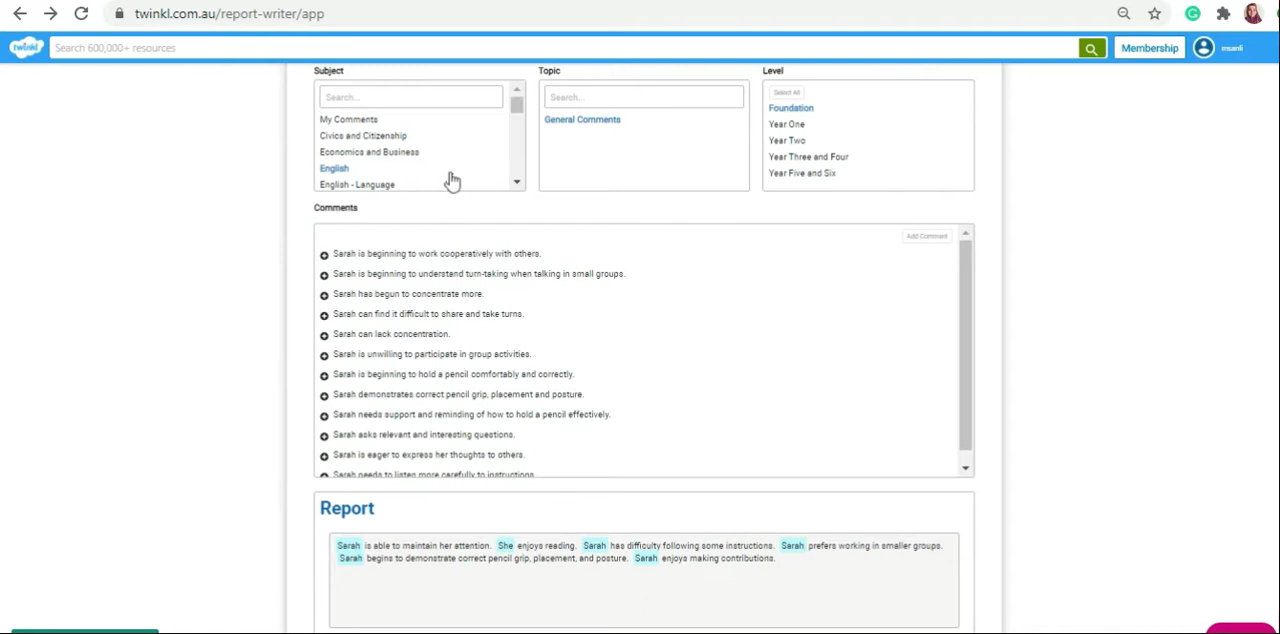 twinkl.com.au/report-writer/app
twinkl
Search 600,000+ resources
Membership
Subject
Topic
Level
Search...
My Comments
Civics and Citizenship
Economics and Business
English
English - Language
Search...
General Comments
Select All
Foundation
Year One
Year Two
Year Three and Four
Year Five and Six
Comments
Add Comment
Sarah is beginning to work cooperatively with others.
Sarah is beginning to understand turn-taking when talking in small groups.
Sarah has begun to concentrate more.
Sarah can find it difficult to share and take turns.
Sarah can lack concentration.
Sarah is unwilling to participate in group activities.
Sarah is beginning to hold a pencil comfortably and correctly.
Sarah demonstrates correct pencil grip, placement and posture.
Sarah needs support and reminding of how to hold a pencil effectively.
Sarah asks relevant and interesting questions.
Sarah is eager to express her thoughts to others.
Sarah needs to listen more carefully to instructions
Report
Sarah is able to maintain her attention. She enjoys reading. Sarah has difficulty following some instructions. Sarah prefers working in smaller groups.
Sarah begins to demonstrate correct pencil grip, placement, and posture. Sarah enjoys making contributions.